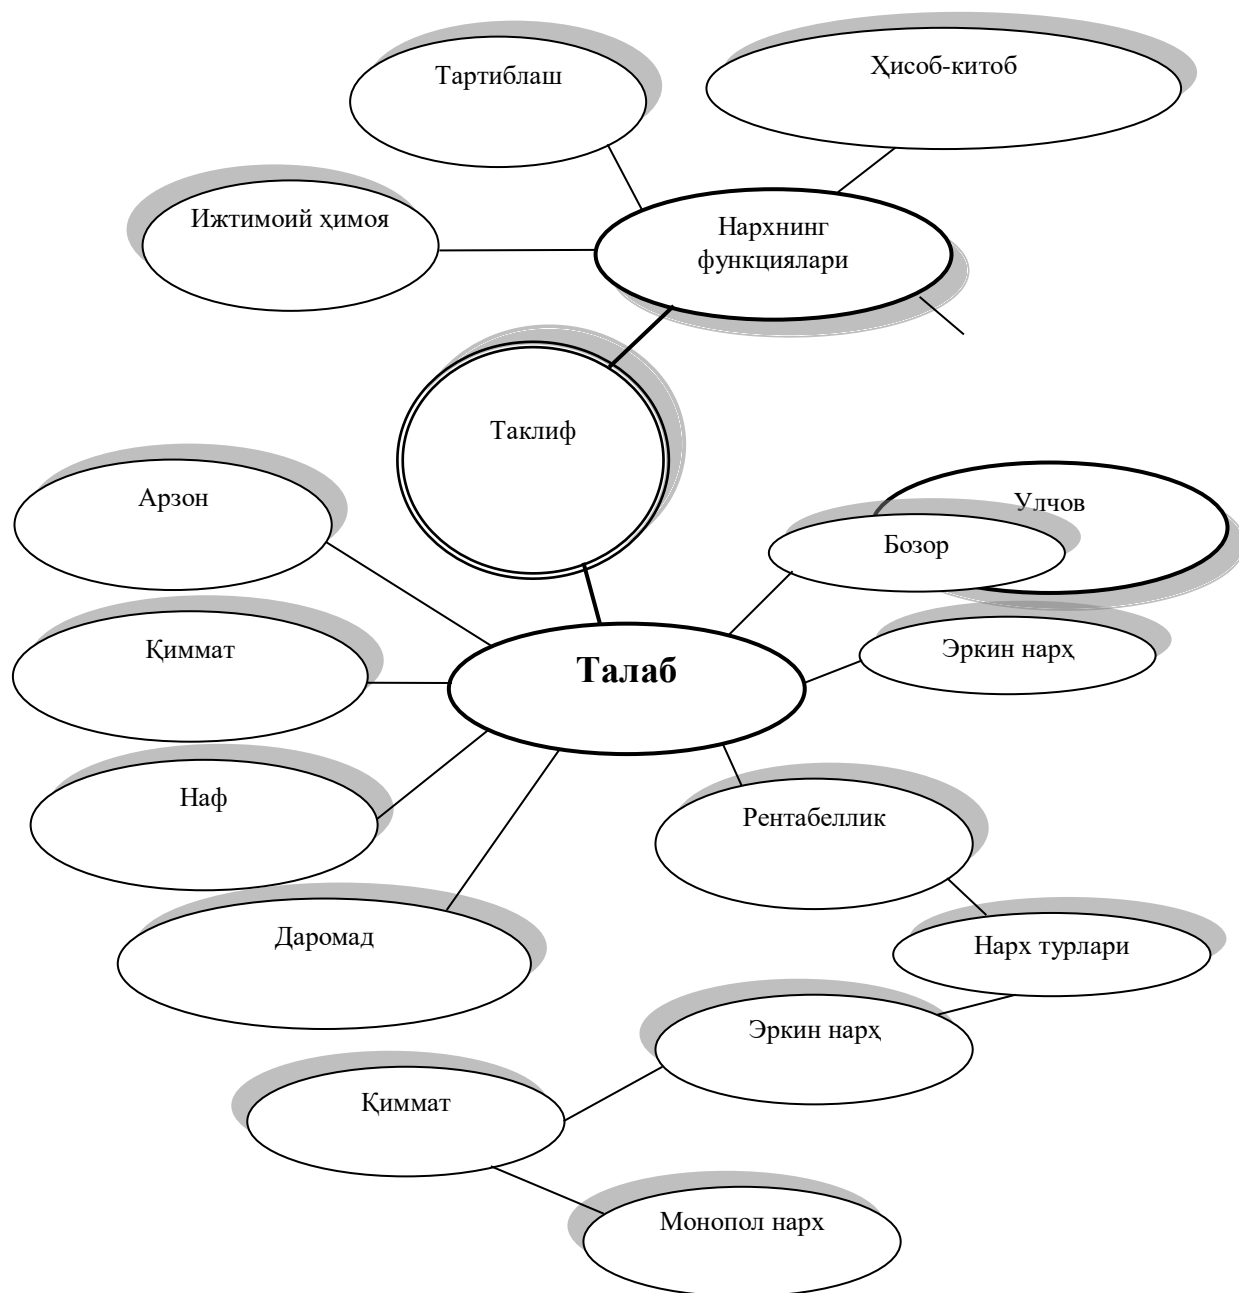 Тартиблаш
Ҳисоб-китоб
Ижтимоий ҳимоя
Нархнинг
функциялари
Таклиф
Арзон
Улчов
Бозор
Қиммат
Эркин нарҳ
Талаб
Наф
Рентабеллик
Даромад
Нарх турлари
Эркин нарҳ
Қиммат
Монопол нарх